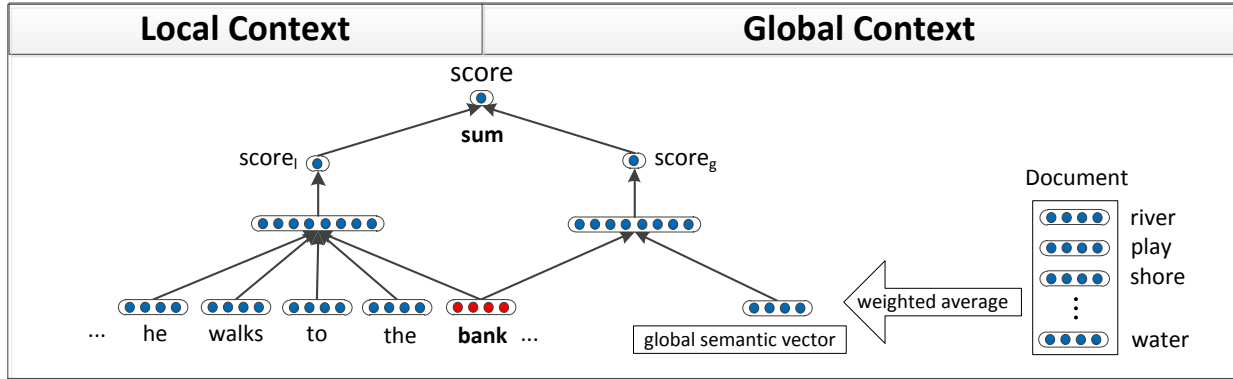 Local Context
Global Context
score
sum
scoreₗ
score_g
Document
river
play
shore
⋮
water
weighted average
... he walks to the bank ...
global semantic vector